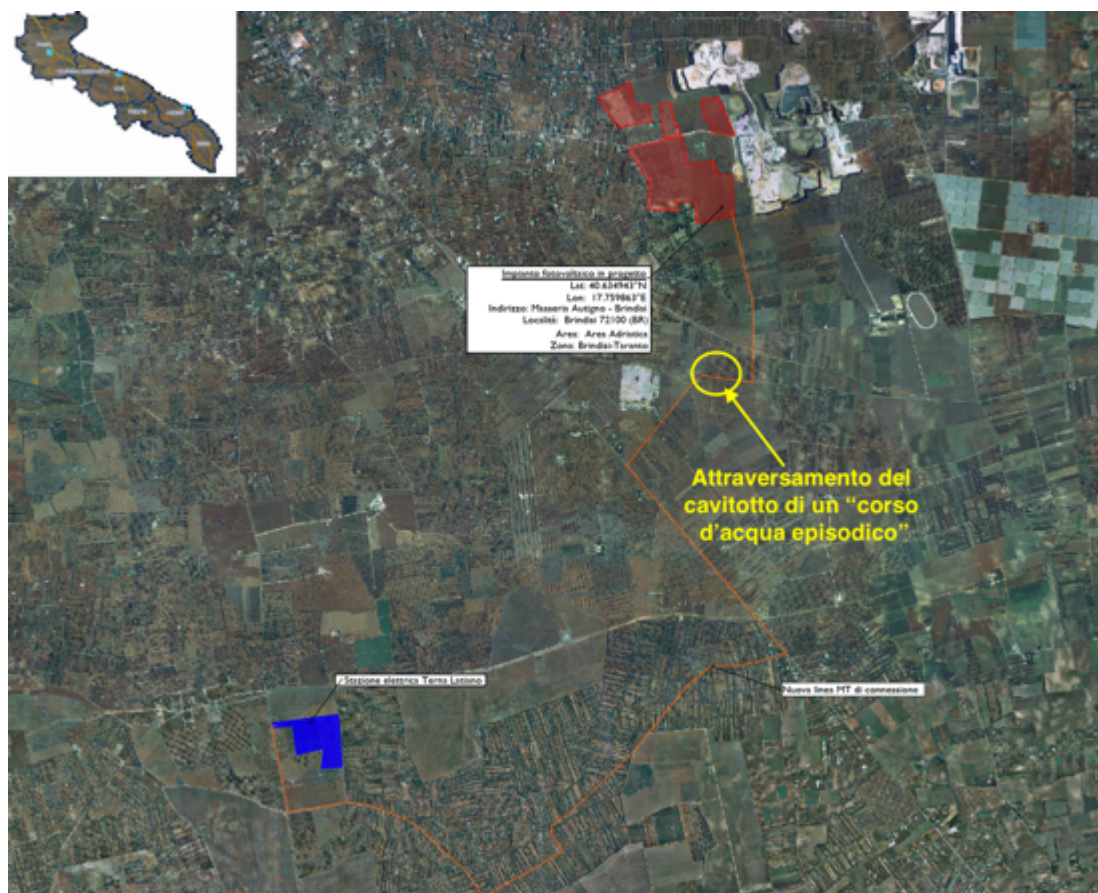 Impianto fotovoltaico in progetto
Lat: 40.634943°N
Lon: 17.759863°E
Indirizzo: Masseria Autigno - Brindisi
Località: Brindisi 72100 (BR)
Area: Area Adriatica
Zona: Brindisi-Taranto
Attraversamento del
cavitotto di un “corso
d’acqua episodico”
Stazione elettrica Terna Latiano
Nuova linea MT di connessione